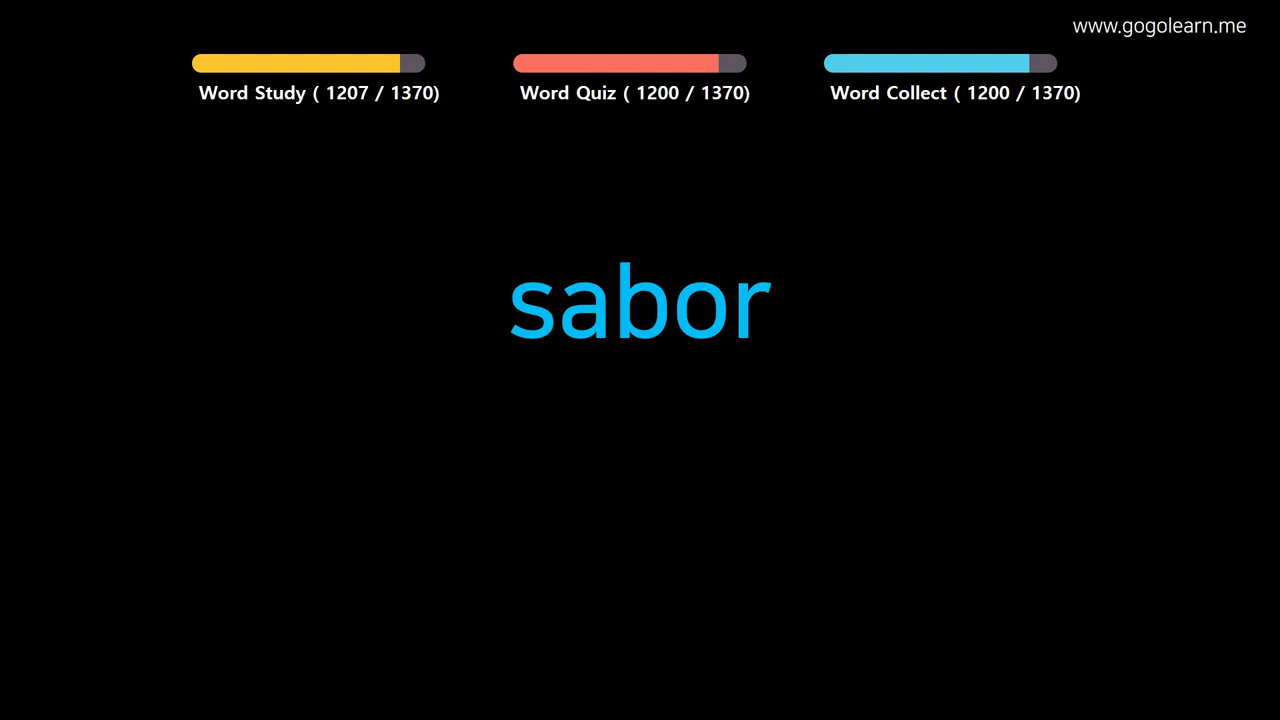 www.gogolearn.me
Word Study ( 1207 / 1370)
Word Quiz ( 1200 / 1370)
Word Collect ( 1200 / 1370)
sabor